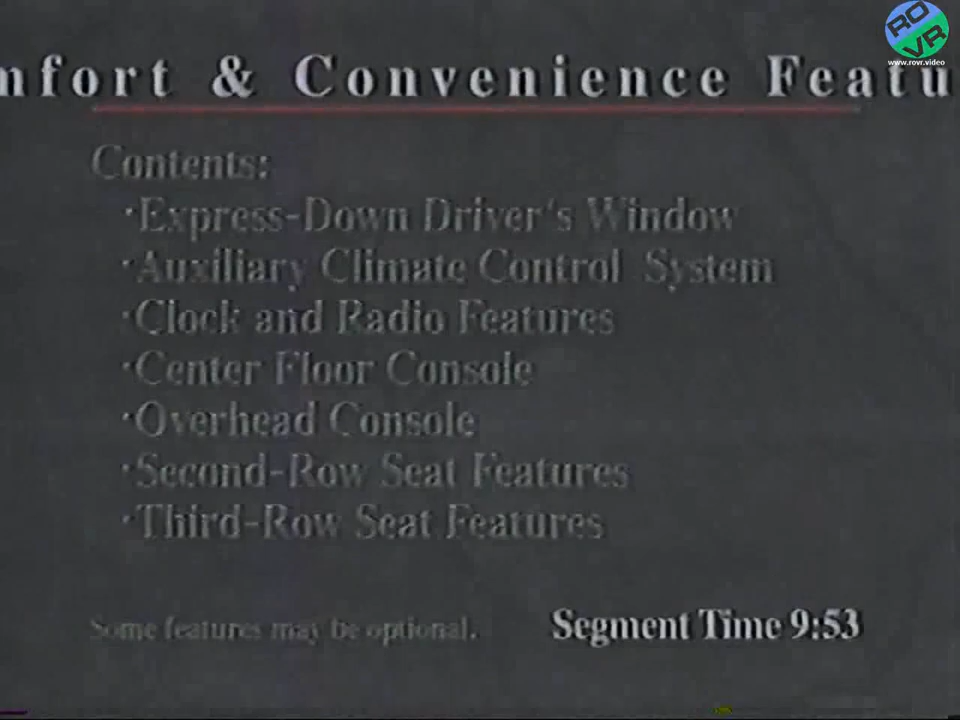 RO
VR
www.rovr.video
mfort & Convenience Featu
Contents:
·Express-Down Driver's Window
·Auxiliary Climate Control System
·Clock and Radio Features
·Center Floor Console
·Overhead Console
·Second-Row Seat Features
·Third-Row Seat Features
Some features may be optional.
Segment Time 9:53